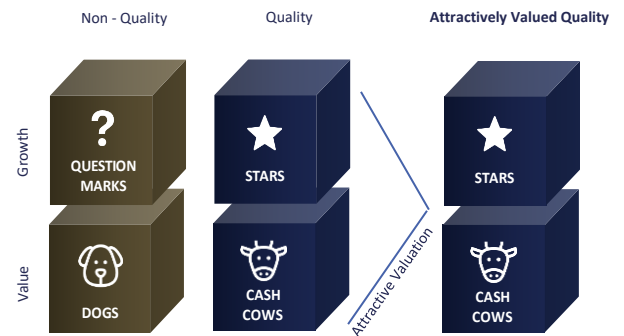 Non - Quality
Quality
Attractively Valued Quality
Growth
?
QUESTION
MARKS
STARS
STARS
Value
DOGS
CASH
COWS
Attractive Valuation
CASH
COWS